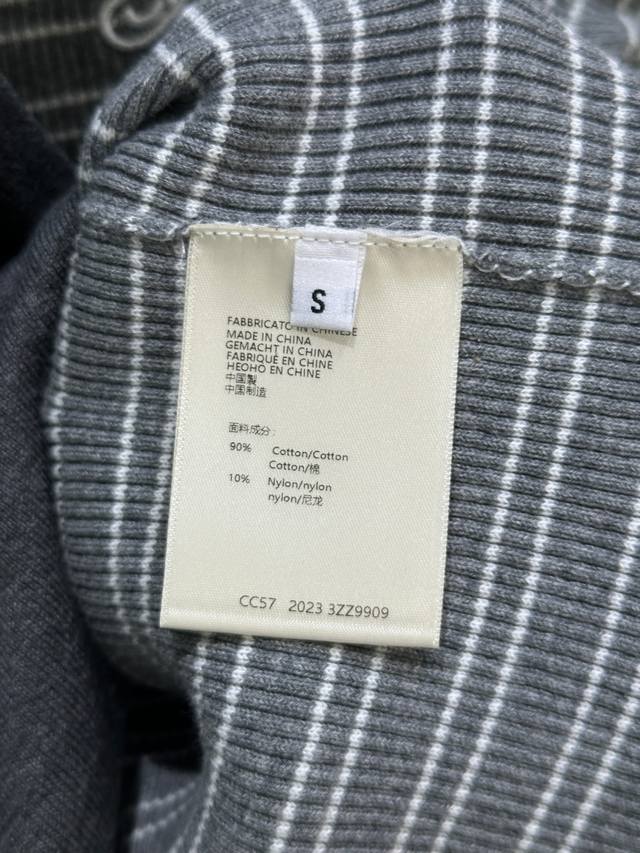 S
FABBRICATO IN CHINESE
MADE IN CHINA
GEMACHT IN CHINA
FABRIQUÉ EN CHINE
HEOHO EN CHINE
中国製
中国制造
面料成分:
90% Cotton/Cotton
Cotton/棉
10% Nylon/nylon
nylon/尼龙
CC57 2023 3ZZ9909